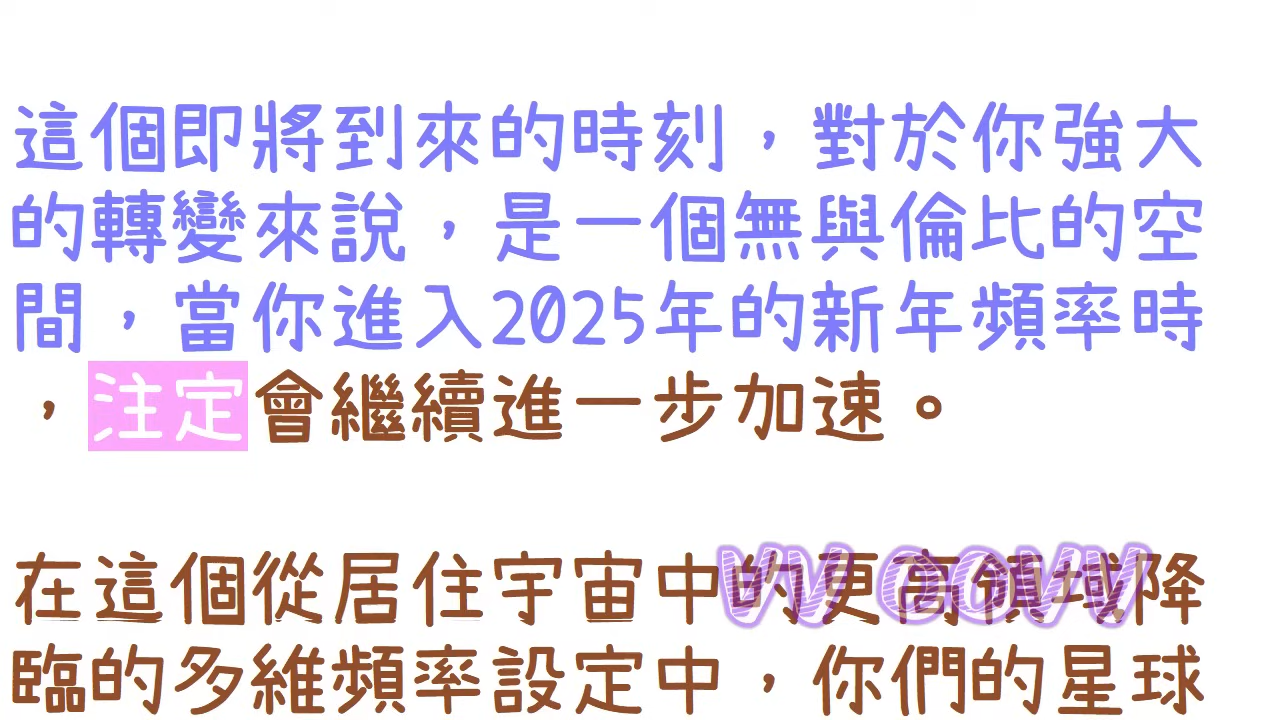 這個即將到來的時刻，對於你強大
的轉變來說，是一個無與倫比的空
間，當你進入2025年的新年頻率時
，注定會繼續進一步加速。
在這個從居住宇宙中的更高領域降
臨的多維頻率設定中，你們的星球